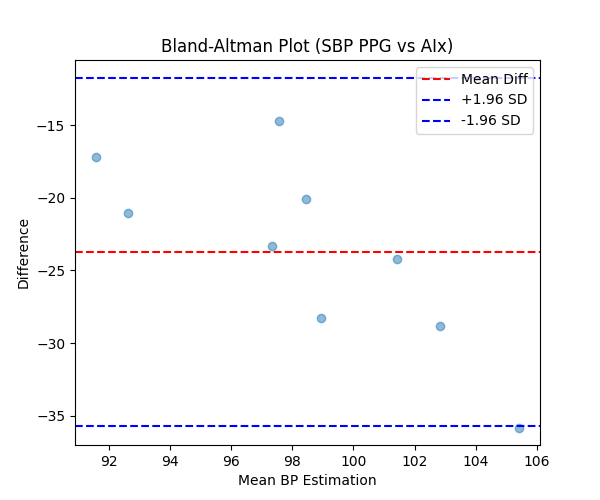 Bland-Altman Plot (SBP PPG vs AIx)
Mean Diff
+1.96 SD
-1.96 SD
−15
−20
−25
−30
−35
Difference
92 94 96 98 100 102 104 106
Mean BP Estimation